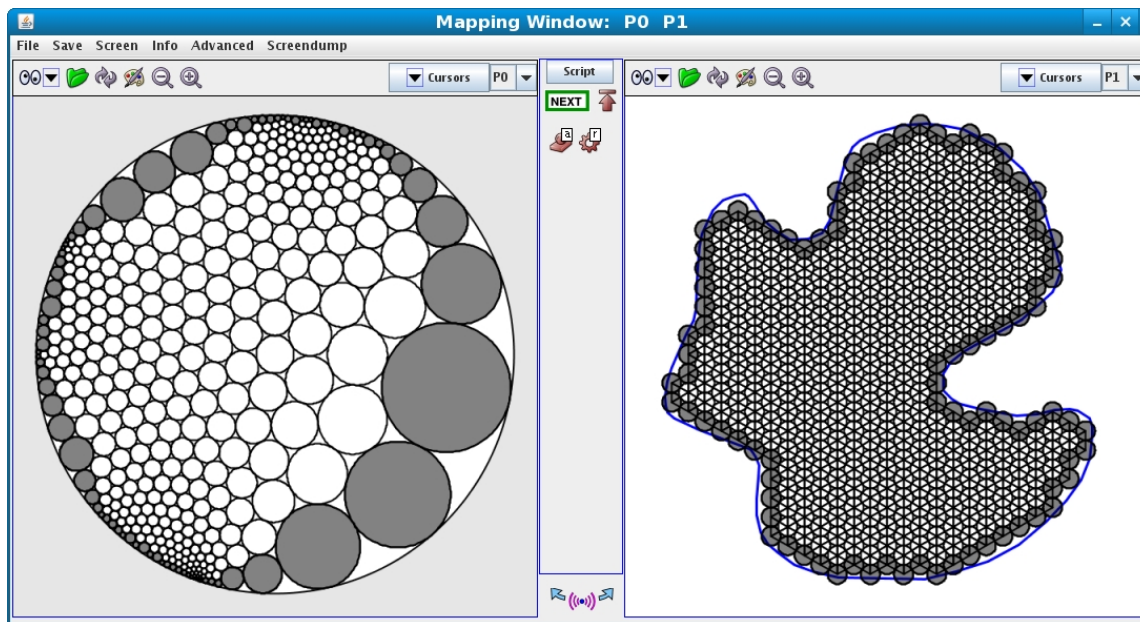 Mapping Window: P0 P1
File Save Screen Info Advanced Screendump
Cursors P0
Script
NEXT
a r
Cursors P1